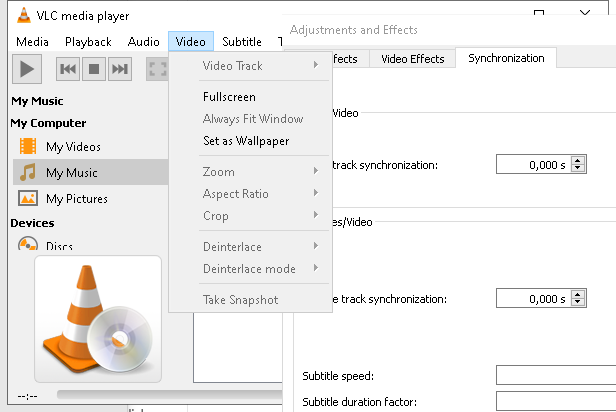 VLC media player
Adjustments and Effects
Media Playback Audio Video Subtitle
Video Effects Synchronization
My Music
My Computer
My Videos
My Music
My Pictures
Devices
Discs
Video Track
Fullscreen
Always Fit Window
Set as Wallpaper
Zoom
Aspect Ratio
Crop
Deinterlace
Deinterlace mode
Take Snapshot
/Video
track synchronization: 0,000 s
/Video
track synchronization: 0,000 s
Subtitle speed:
Subtitle duration factor:
--:--